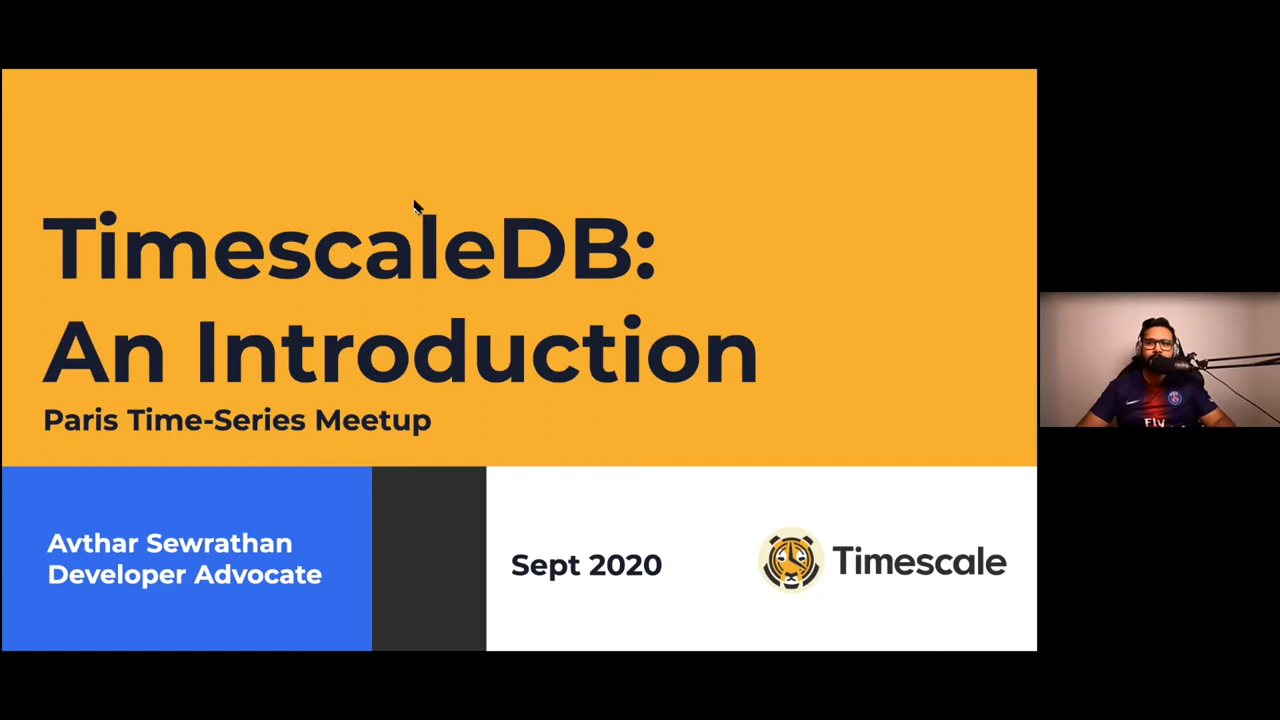 TimescaleDB:
An Introduction
Paris Time-Series Meetup
Avthar Sewrathan
Developer Advocate
Sept 2020
Timescale